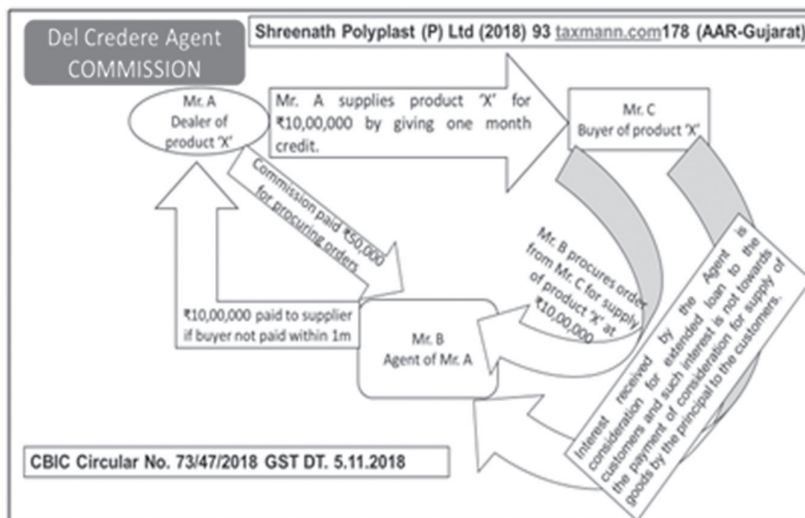 Del Credere Agent
COMMISSION
Shreenath Polyplast (P) Ltd (2018) 93 taxmann.com178 (AAR-Gujarat)
Mr. A
Dealer of
product ‘X’
Mr. A supplies product ‘X’ for
₹10,00,000 by giving one month
credit.
Mr. C
Buyer of product ‘X’
Commission paid ₹50,000
for procuring orders
Mr. B procures order
from Mr. C for supply
of product ‘X’ at
₹10,00,000
₹10,00,000 paid to supplier
if buyer not paid within 1m
Mr. B
Agent of Mr. A
Interest received by the Agent is
consideration for extended loan to the
customers and such interest is not towards
the payment of consideration for supply of
goods by the principal to the customers.
CBIC Circular No. 73/47/2018 GST DT. 5.11.2018